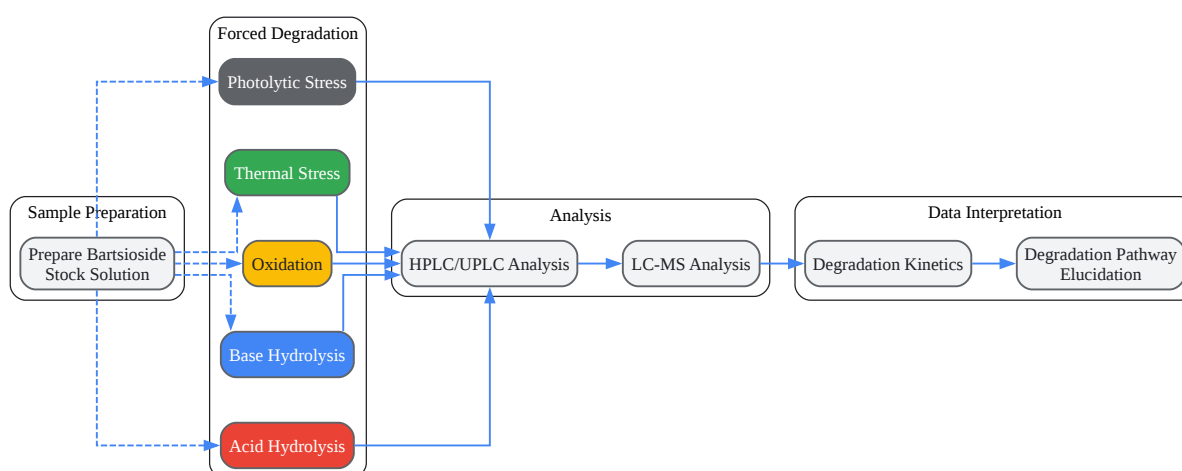 Sample Preparation
Prepare Bartsioside
Stock Solution
Forced Degradation
Photolytic Stress
Thermal Stress
Oxidation
Base Hydrolysis
Acid Hydrolysis
Analysis
HPLC/UPLC Analysis
LC-MS Analysis
Data Interpretation
Degradation Kinetics
Degradation Pathway
Elucidation